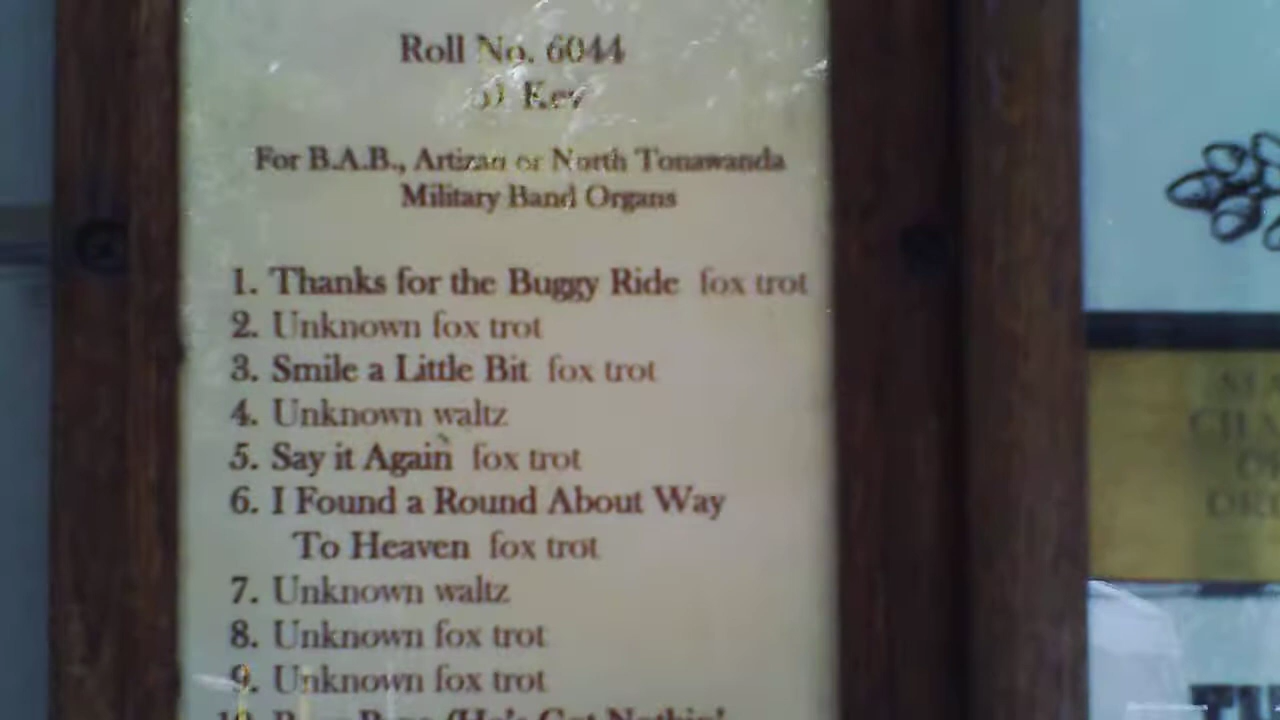 Roll No. 6044
Key
For B.A.B., Artizan or North Tonawanda
Military Band Organs
1. Thanks for the Buggy Ride fox trot
2. Unknown fox trot
3. Smile a Little Bit fox trot
4. Unknown waltz
5. Say it Again fox trot
6. I Found a Round About Way
To Heaven fox trot
7. Unknown waltz
8. Unknown fox trot
9. Unknown fox trot